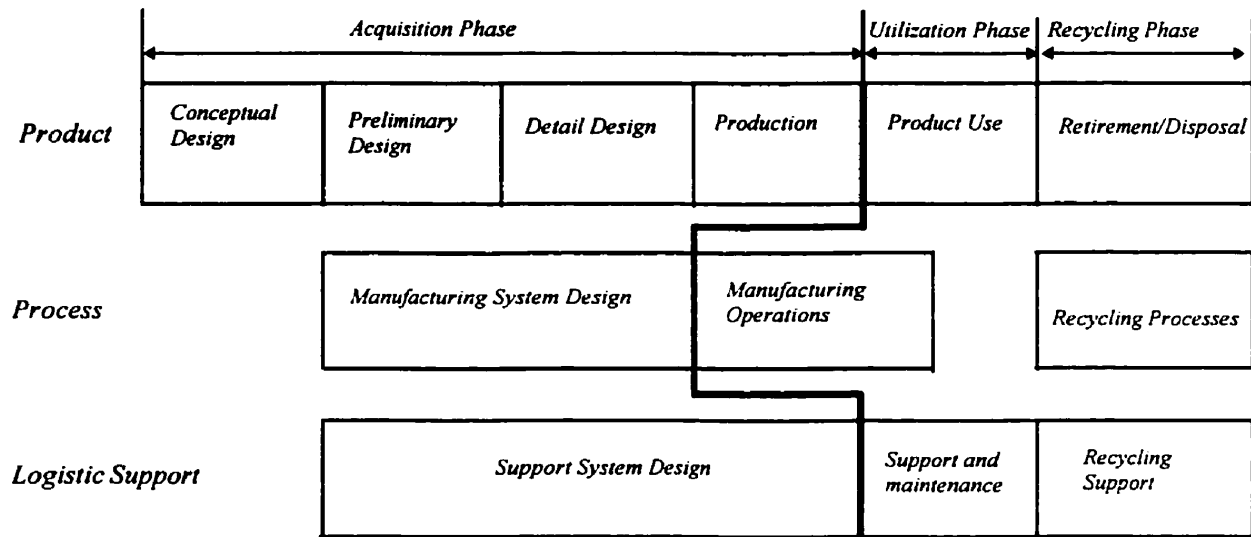 Acquisition Phase
Utilization Phase
Recycling Phase
Product
Conceptual
Design
Preliminary
Design
Detail Design
Production
Product Use
Retirement/Disposal
Process
Manufacturing System Design
Manufacturing
Operations
Recycling Processes
Logistic Support
Support System Design
Support and
maintenance
Recycling
Support